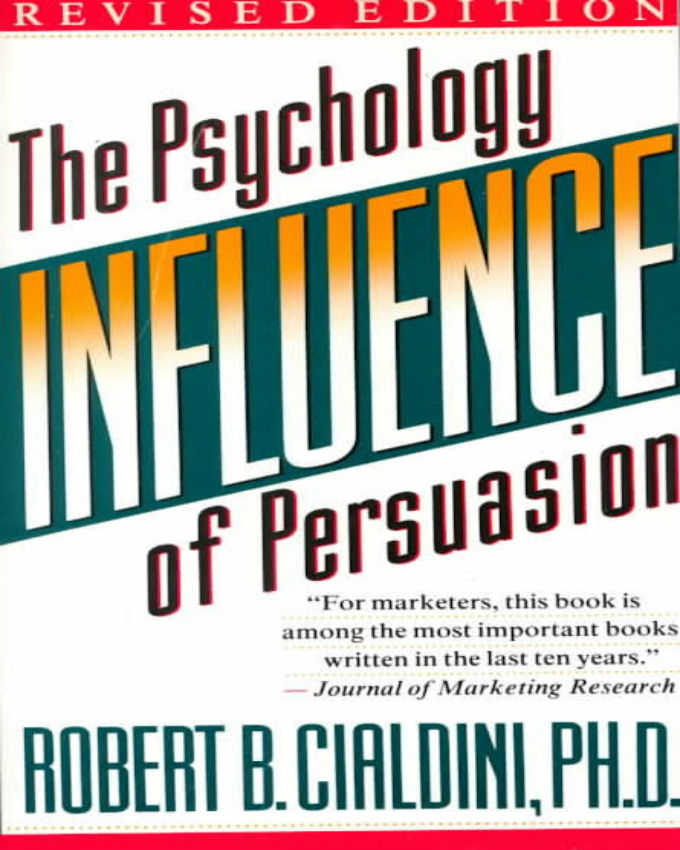 REVISED EDITION
The Psychology
INFLUENCE
of Persuasion
“For marketers, this book is
among the most important books
written in the last ten years.”
— Journal of Marketing Research
ROBERT B. CIALDINI, PH.D.